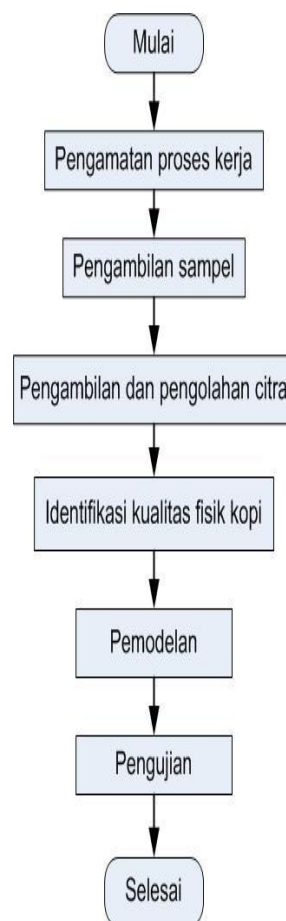 Mulai
Pengamatan proses kerja
Pengambilan sampel
Pengambilan dan pengolahan citra
Identifikasi kualitas fisik kopi
Pemodelan
Pengujian
Selesai